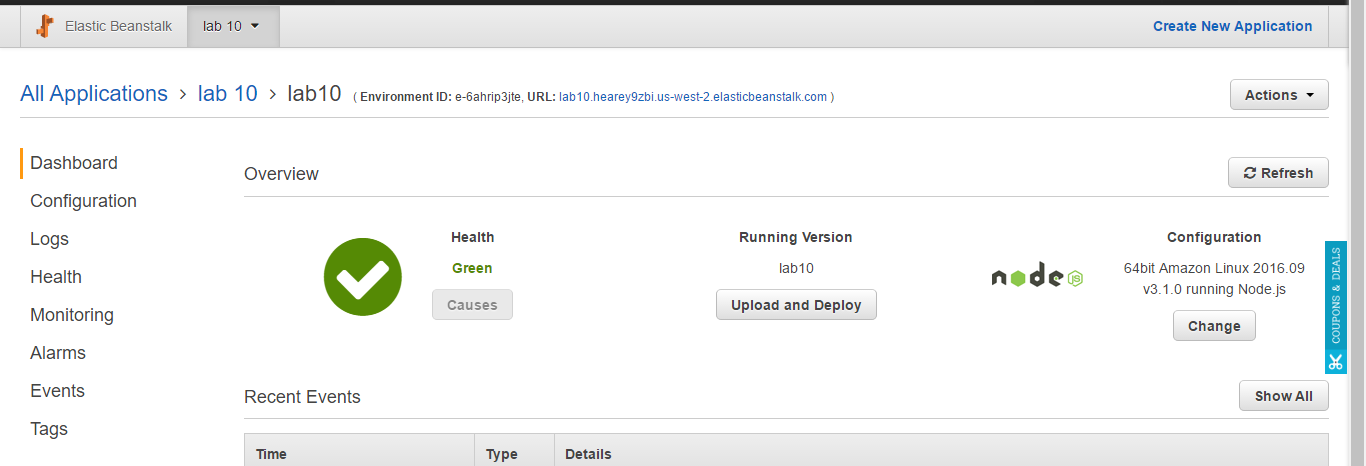 Elastic Beanstalk lab 10 Create New Application
All Applications > lab 10 > lab10 ( Environment ID: e-6ahrip3jte, URL: lab10.hearey9zbi.us-west-2.elasticbeanstalk.com ) Actions
Dashboard
Configuration
Logs
Health
Monitoring
Alarms
Events
Tags
Overview Refresh
Health
Green
Causes
Running Version
lab10
Upload and Deploy
node JS
Configuration
64bit Amazon Linux 2016.09
v3.1.0 running Node.js
Change
COUPONS & DEALS
Recent Events Show All
Time Type Details